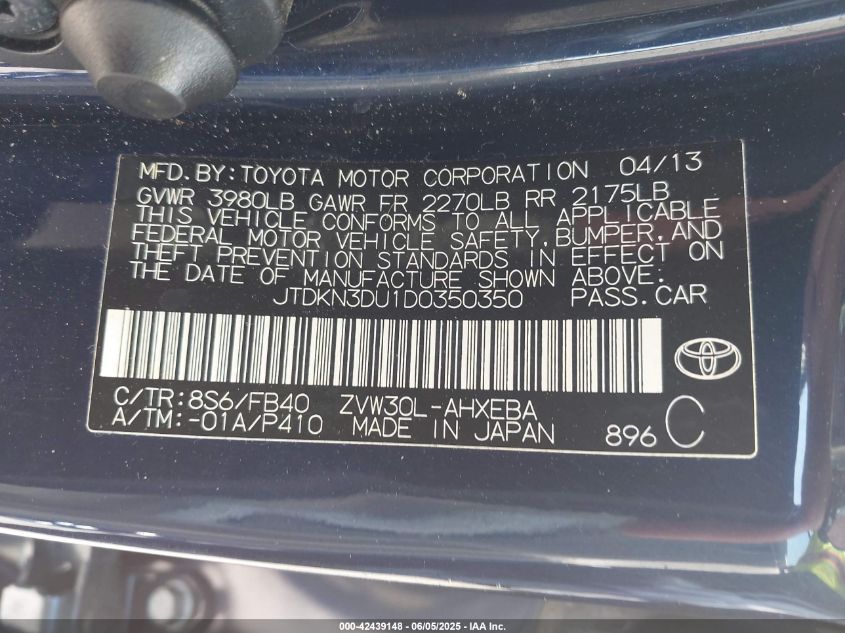 MFD.BY:TOYOTA MOTOR CORPORATION 04/13
GVWR 3980LB GAWR FR 2270LB RR 2175LB
THIS VEHICLE CONFORMS TO ALL APPLICABLE
FEDERAL MOTOR VEHICLE SAFETY,BUMPER,AND
THEFT PREVENTION STANDARDS IN EFFECT ON
THE DATE OF MANUFACTURE SHOWN ABOVE.
JTDKN3DU1D0350350 PASS.CAR
C/TR:8S6/FB40 ZVW30L-AHXEBA
A/TM:-01A/P410 MADE IN JAPAN 896 C
000-42439148 - 06/05/2025 - IAA Inc.